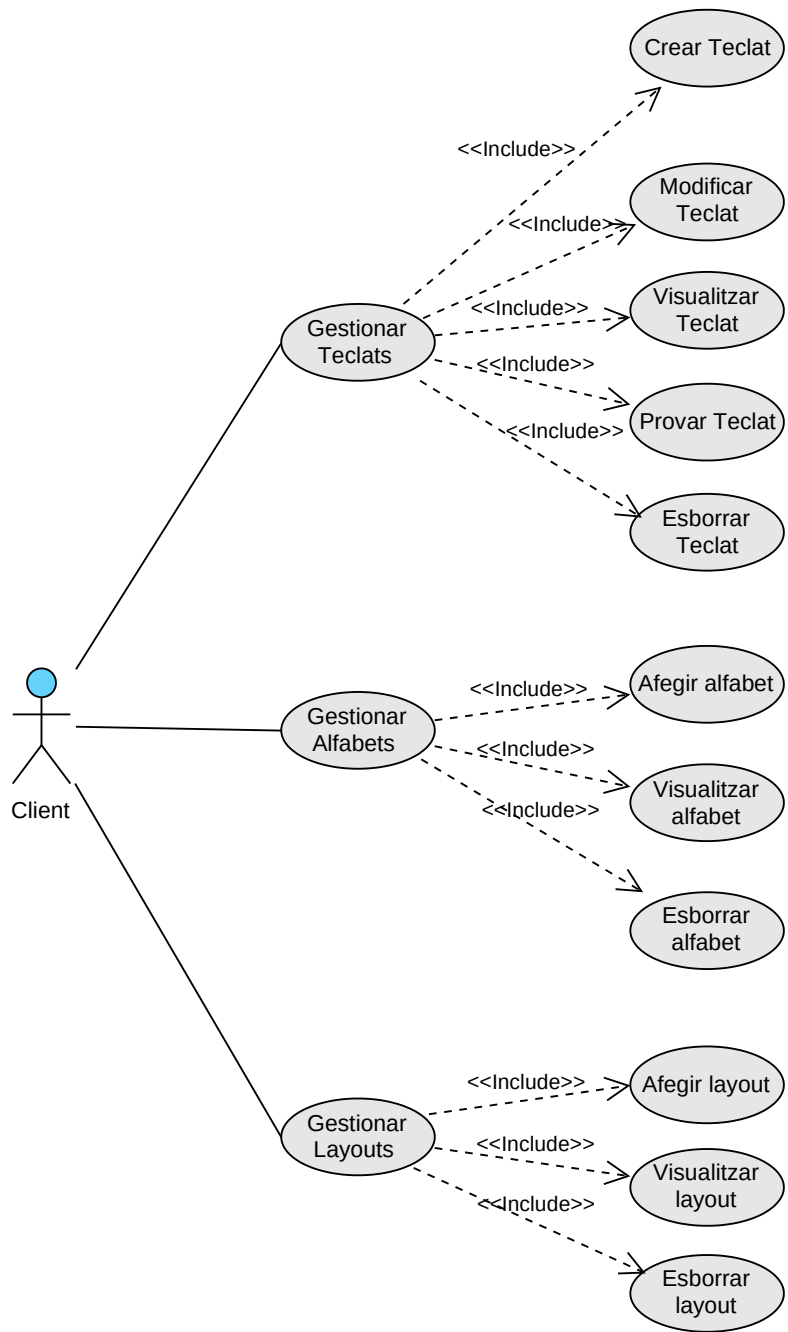 Crear Teclat
<<Include>>
Modificar
Teclat
<<Include>>
Visualitzar
Teclat
<<Include>>
Gestionar
Teclats
<<Include>>
Provar Teclat
<<Include>>
Esborrar
Teclat
Afegir alfabet
<<Include>>
Gestionar
Alfabets
<<Include>>
Visualitzar
alfabet
<<Include>>
Client
Esborrar
alfabet
Afegir layout
<<Include>>
Gestionar
Layouts
<<Include>>
Visualitzar
layout
<<Include>>
Esborrar
layout